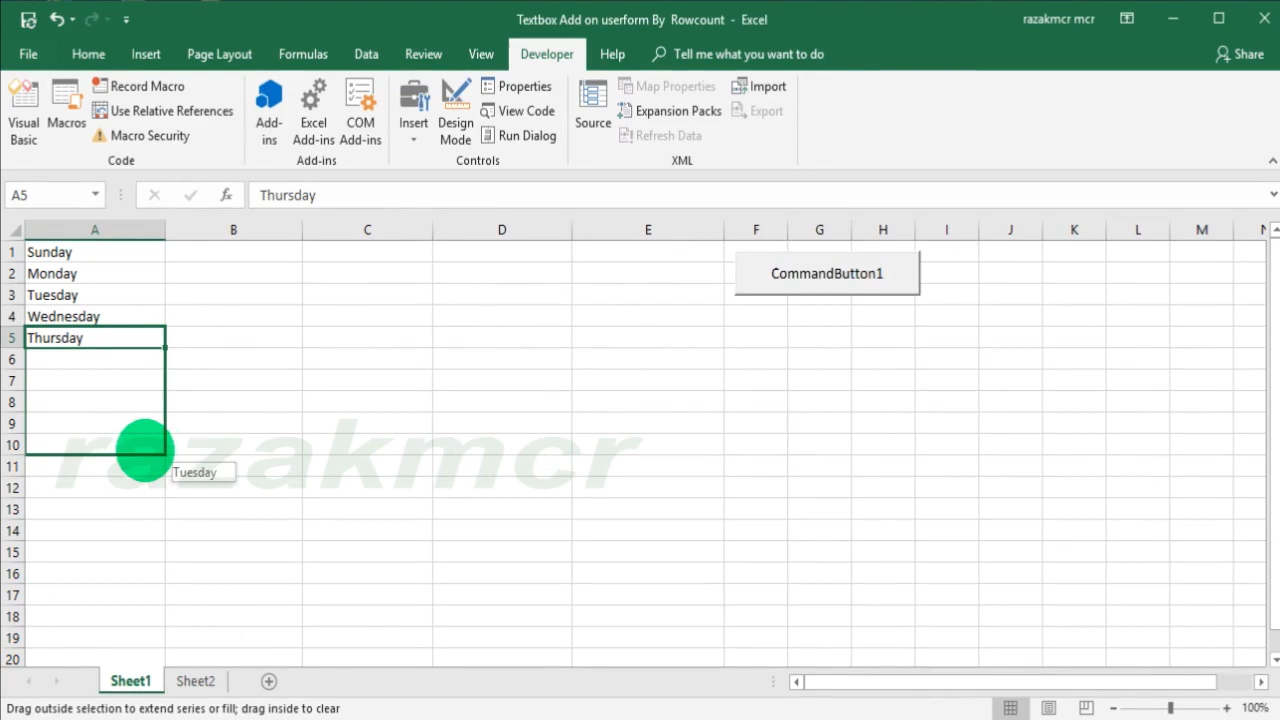 Textbox Add on userform By Rowcount - Excel
razakmcr mcr
File Home Insert Page Layout Formulas Data Review View Developer Help Tell me what you want to do Share
Visual Basic
Macros
Record Macro
Use Relative References
Macro Security
Code
Add-ins
Excel Add-ins
COM Add-ins
Add-ins
Insert
Design Mode
Properties
View Code
Run Dialog
Controls
Source
Map Properties
Expansion Packs
Refresh Data
Import
Export
XML
A5 fx Thursday
A B C D E F G H I J K L M N
1 Sunday
CommandButton1
2 Monday
3 Tuesday
4 Wednesday
5 Thursday
6
7
8
9
10
razakmcr
11
Tuesday
12
13
14
15
16
17
18
19
20
Sheet1 Sheet2
Drag outside selection to extend series or fill; drag inside to clear
100%